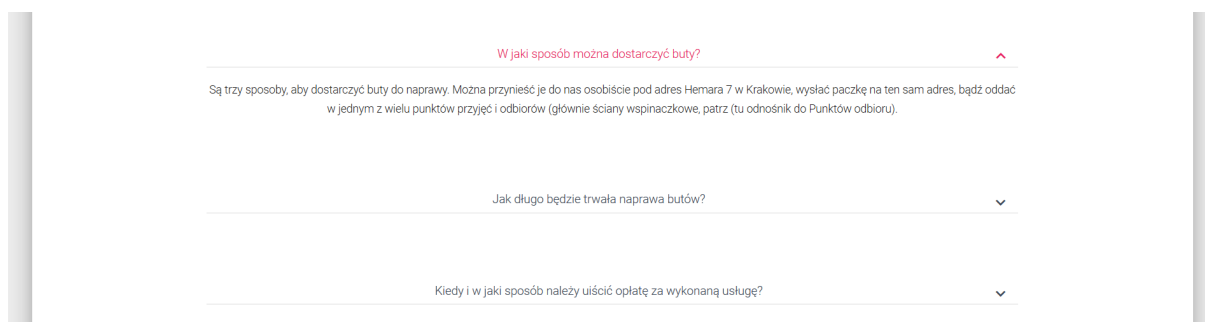 W jaki sposób można dostarczyć buty?
Są trzy sposoby, aby dostarczyć buty do naprawy. Można przynieść je do nas osobiście pod adres Hemara 7 w Krakowie, wysłać paczkę na ten sam adres, bądź oddać
w jednym z wielu punktów przyjęć i odbiorów (głównie ściany wspinaczkowe, patrz (tu odnośnik do Punktów odbioru).
Jak długo będzie trwała naprawa butów?
Kiedy i w jaki sposób należy uiścić opłatę za wykonaną usługę?